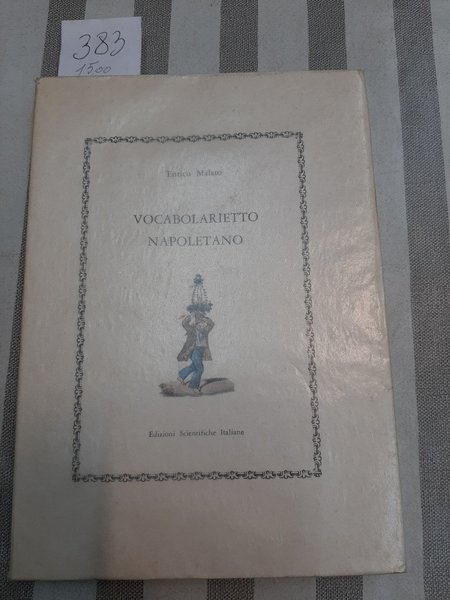 383
1500
Enrico Malato
VOCABOLARIETTO
NAPOLETANO
Edizioni Scientifiche Italiane